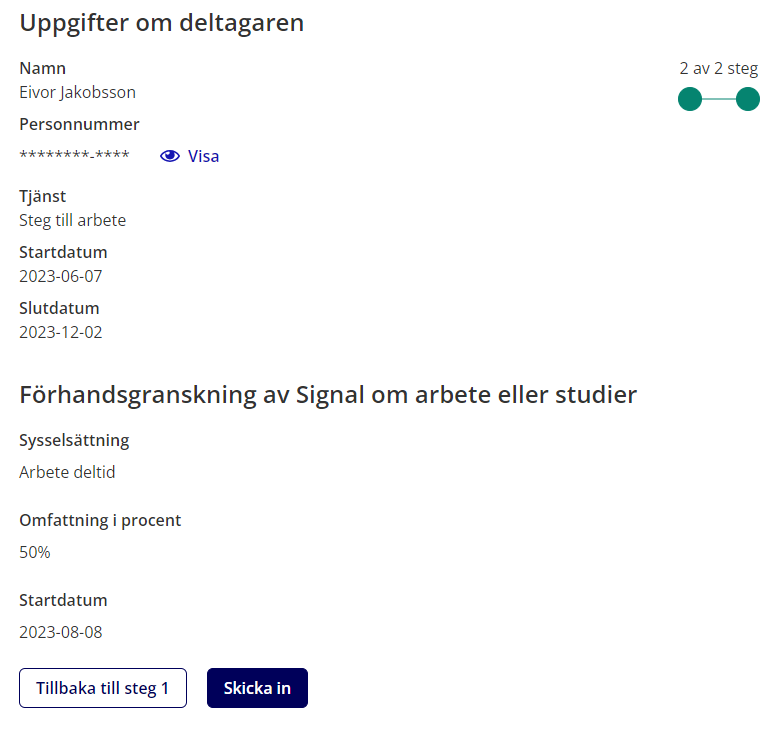 Uppgifter om deltagaren
Namn
2 av 2 steg
Eivor Jakobsson
Personnummer
********-****
Visa
Tjänst
Steg till arbete
Startdatum
2023-06-07
Slutdatum
2023-12-02
Förhandsgranskning av Signal om arbete eller studier
Sysselsättning
Arbete deltid
Omfattning i procent
50%
Startdatum
2023-08-08
Tillbaka till steg 1
Skicka in